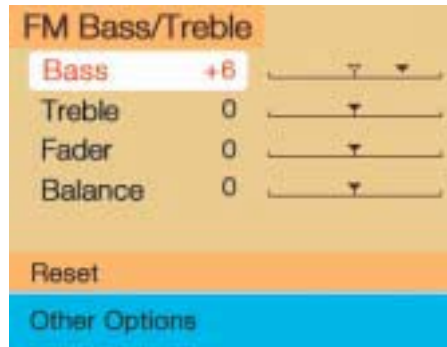 FM Bass/Treble
Bass +6
Treble 0
Fader 0
Balance 0
Reset
Other Options